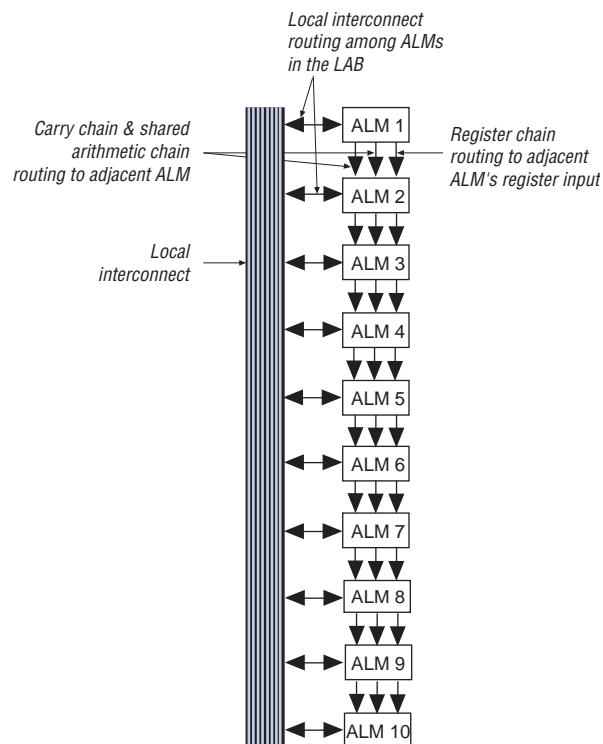 Local interconnect
routing among ALMs
in the LAB
Carry chain & shared
arithmetic chain
routing to adjacent ALM
Register chain
routing to adjacent
ALM's register input
Local
interconnect
ALM 1
ALM 2
ALM 3
ALM 4
ALM 5
ALM 6
ALM 7
ALM 8
ALM 9
ALM 10